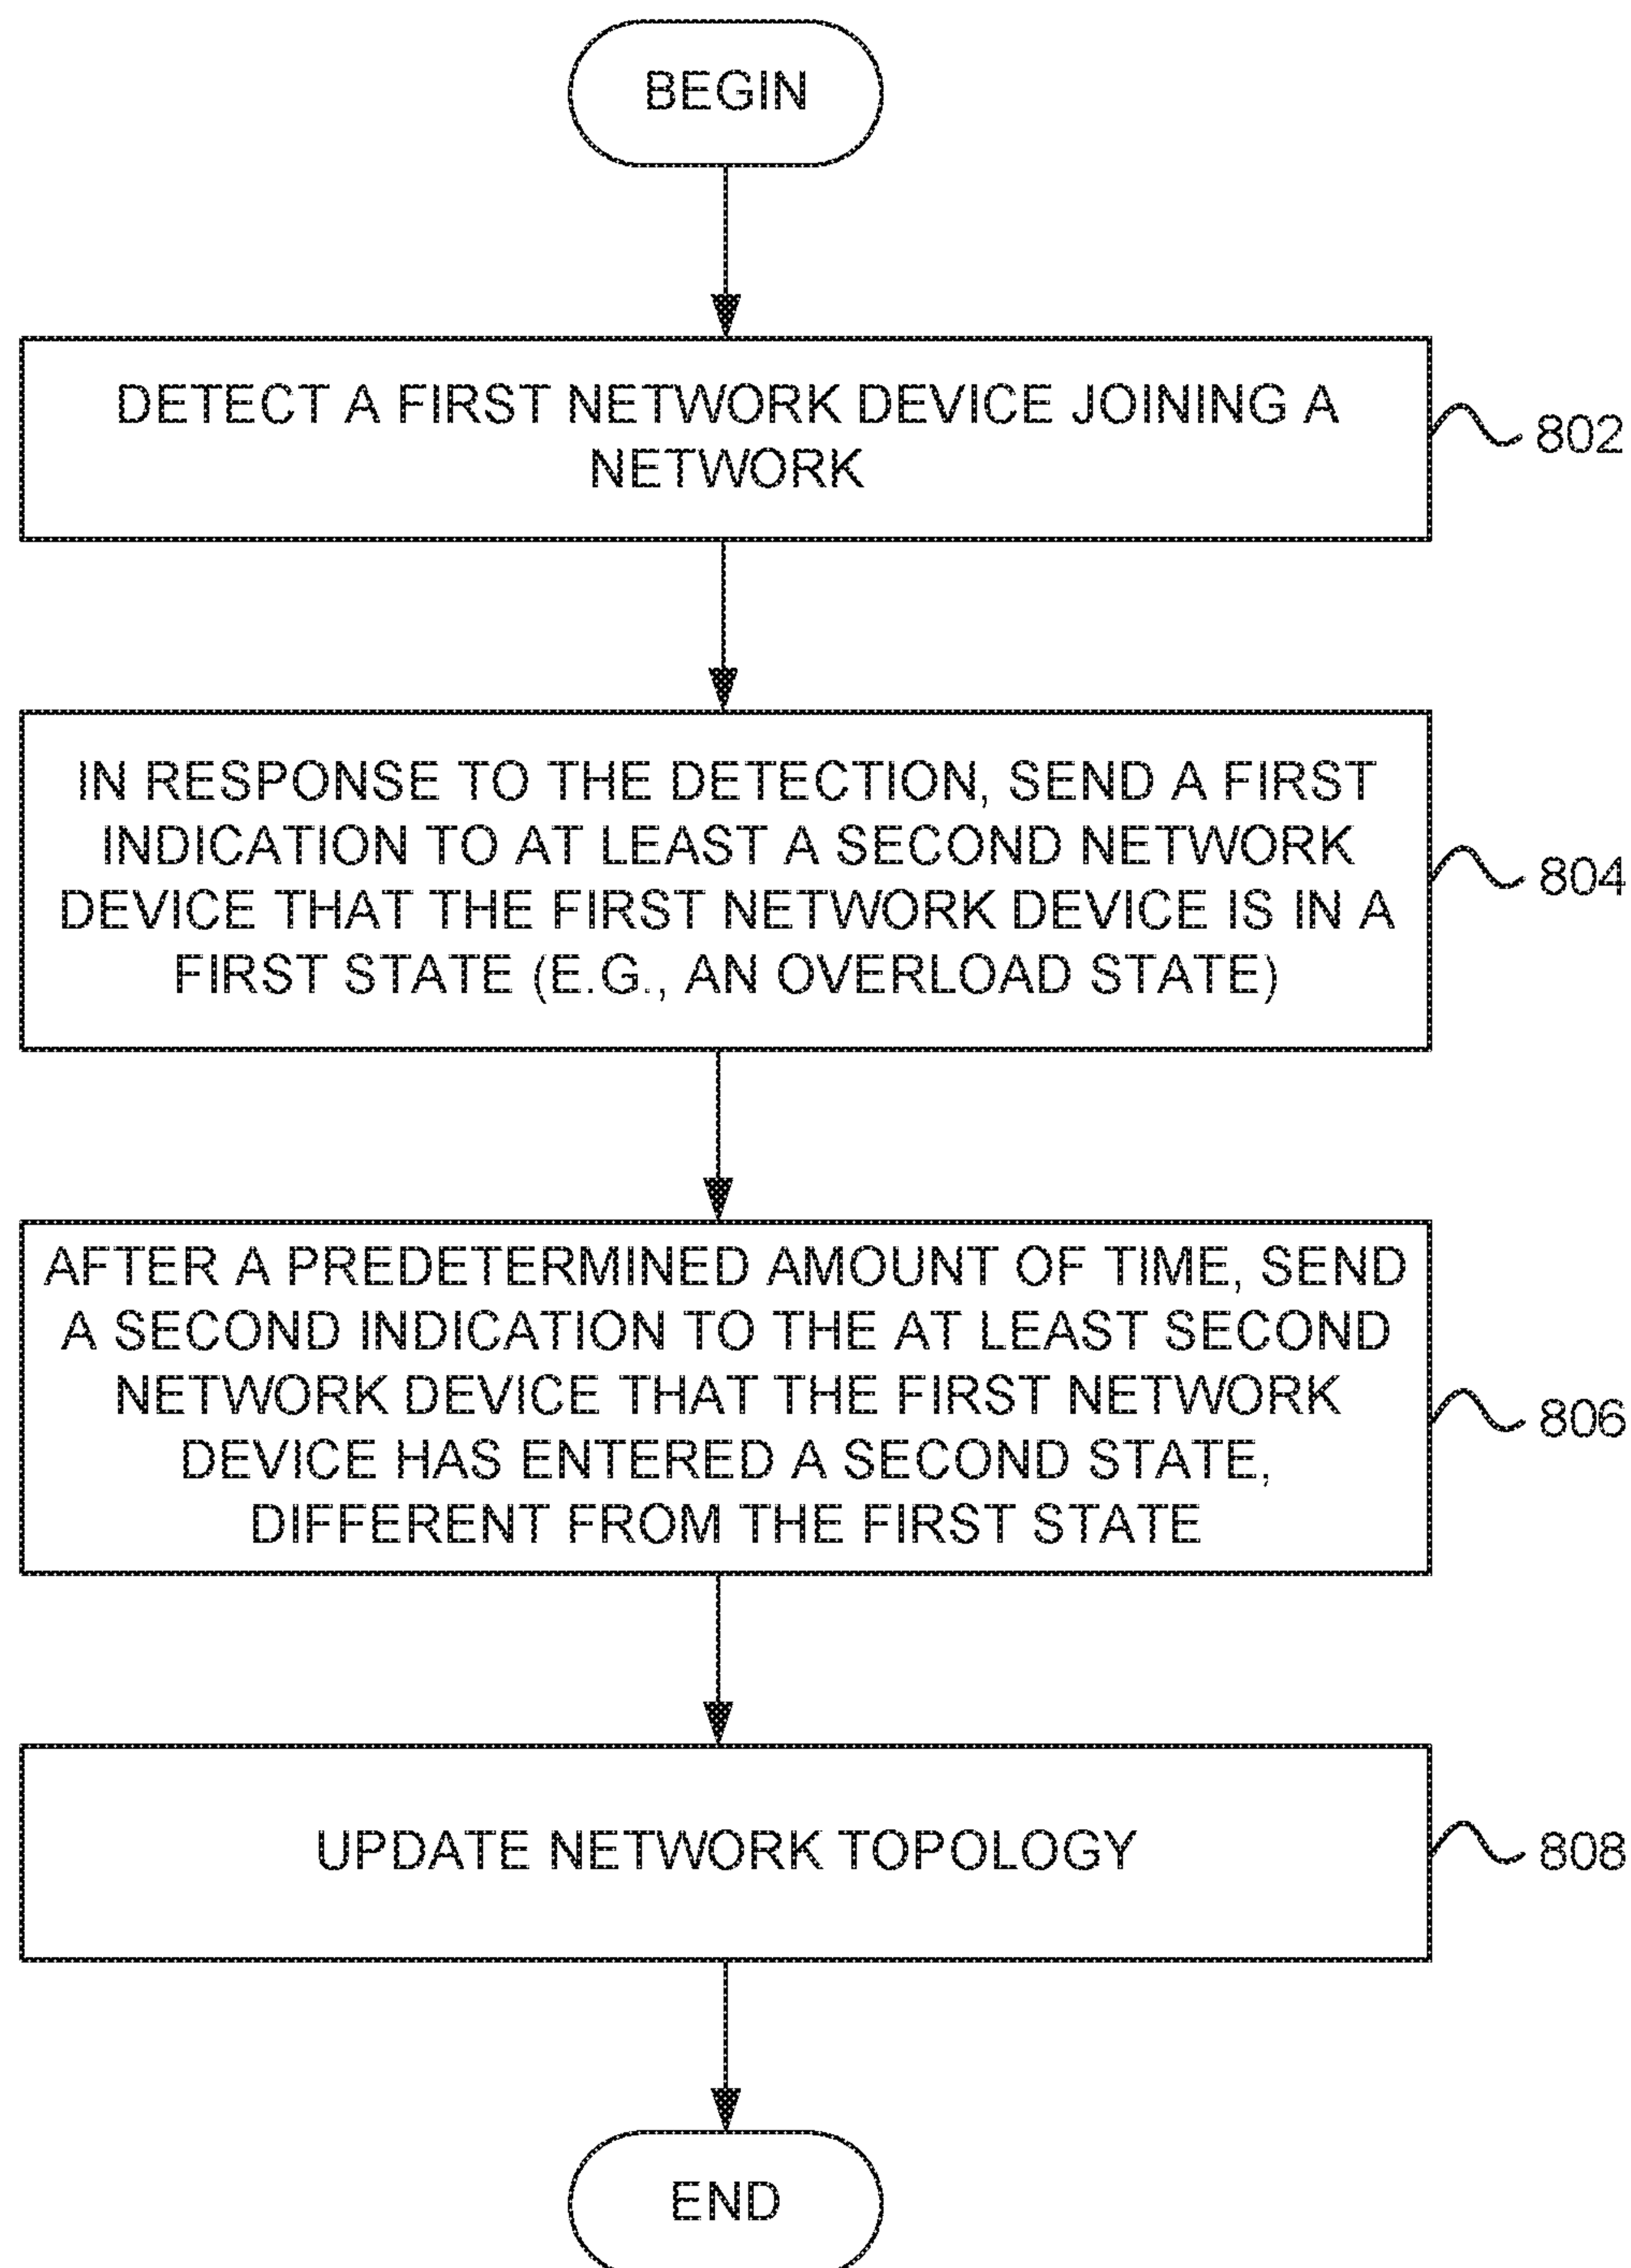 BEGIN
DETECT A FIRST NETWORK DEVICE JOINING A
NETWORK
802
IN RESPONSE TO THE DETECTION, SEND A FIRST
INDICATION TO AT LEAST A SECOND NETWORK
DEVICE THAT THE FIRST NETWORK DEVICE IS IN A
FIRST STATE (E.G., AN OVERLOAD STATE)
804
AFTER A PREDETERMINED AMOUNT OF TIME, SEND
A SECOND INDICATION TO THE AT LEAST SECOND
NETWORK DEVICE THAT THE FIRST NETWORK
DEVICE HAS ENTERED A SECOND STATE,
DIFFERENT FROM THE FIRST STATE
806
UPDATE NETWORK TOPOLOGY
808
END